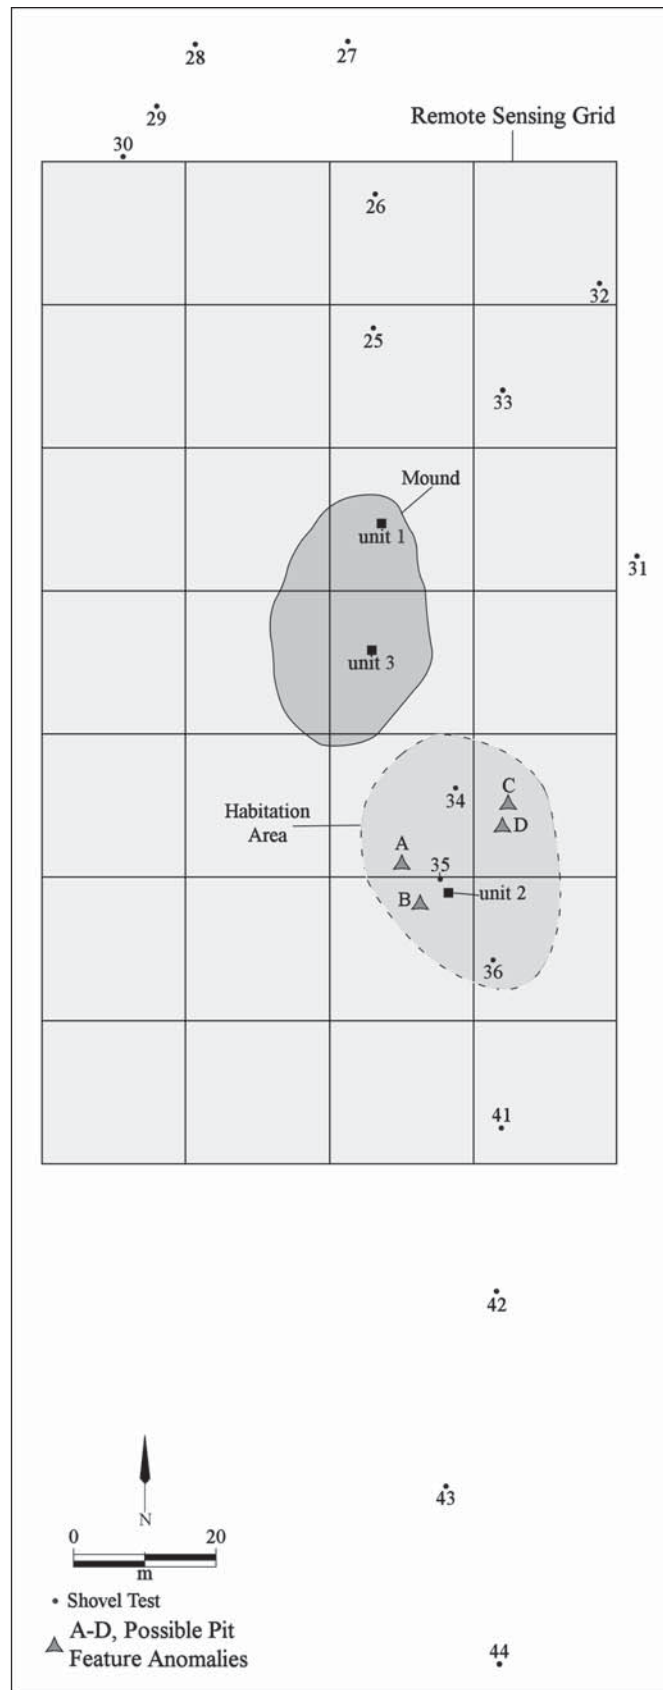 27
28
29
Remote Sensing Grid
30
26
32
25
33
Mound
unit 1
31
unit 3
C
34
Habitation
Area
D
A
35
B
unit 2
36
41
42
N
43
0 20
m
Shovel Test
A-D, Possible Pit
Feature Anomalies
44